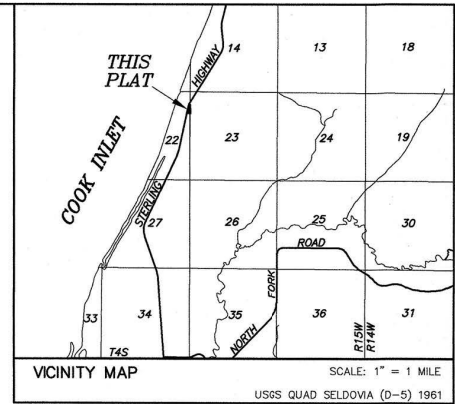 14
13
18
THIS
PLAT
HIGHWAY
COOK INLET
22
23
24
19
STERLING
27
26
25
30
ROAD
33
34
35
NORTH
FORK
36
31
R15W
R14W
T4S
VICINITY MAP
SCALE: 1" = 1 MILE
USGS QUAD SELDOVIA (D-5) 1961